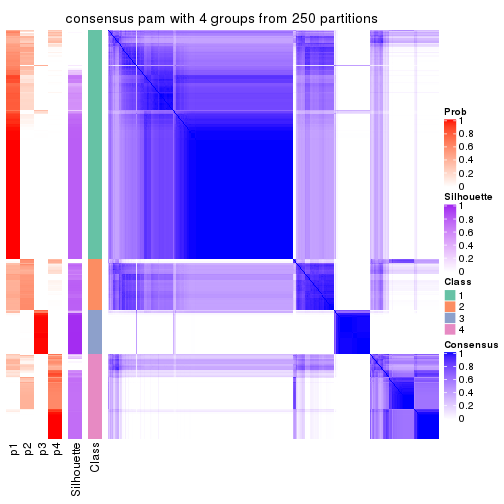 consensus pam with 4 groups from 250 partitions
Prob
1
0.8
0.6
0.4
0.2
0
Silhouette
1
0.8
0.6
0.4
0.2
0
Class
1
2
3
4
Consensus
1
0.8
0.6
0.4
0.2
0
p1
p2
p3
p4
Silhouette
Class